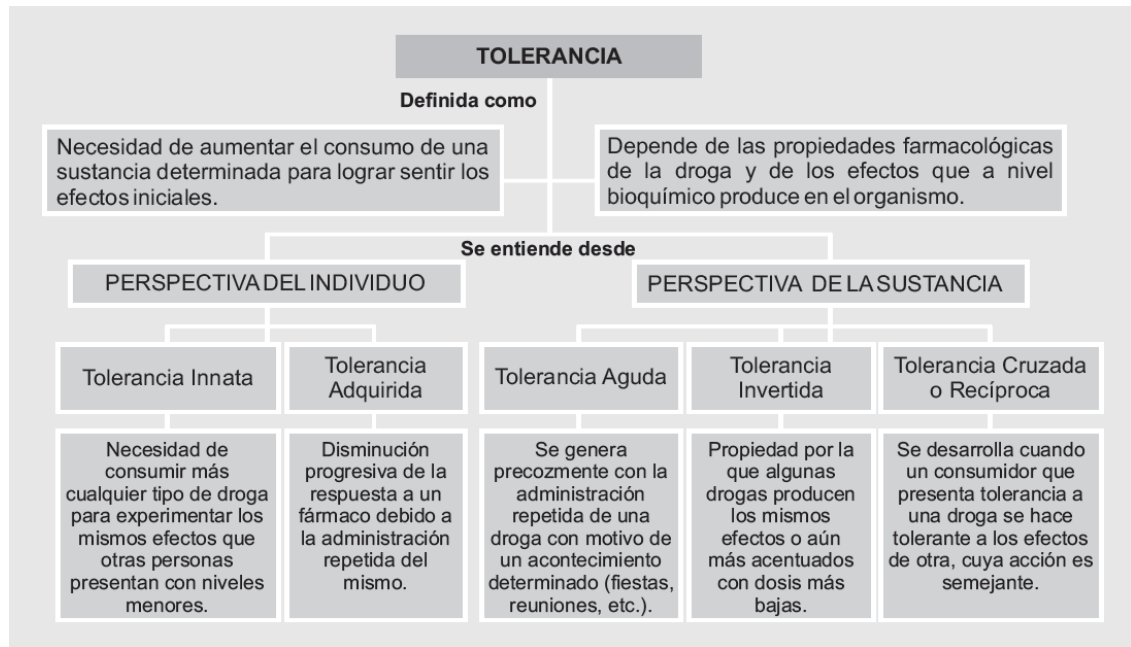 TOLERANCIA
Definida como
Necesidad de aumentar el consumo de una
sustancia determinada para lograr sentir los
efectos iniciales.
Depende de las propiedades farmacológicas
de la droga y de los efectos que a nivel
bioquímico produce en el organismo.
Se entiende desde
PERSPECTIVA DEL INDIVIDUO
PERSPECTIVA DE LA SUSTANCIA
Tolerancia Innata
Tolerancia
Adquirida
Tolerancia Aguda
Tolerancia
Invertida
Tolerancia Cruzada
o Recíproca
Necesidad de
consumir más
cualquier tipo de droga
para experimentar los
mismos efectos que
otras personas
presentan con niveles
menores.
Disminución
progresiva de la
respuesta a un
fármaco debido a
la administración
repetida del
mismo.
Se genera
precozmente con la
administración
repetida de una
droga con motivo de
un acontecimiento
determinado (fiestas,
reuniones, etc.).
Propiedad por la
que algunas
drogas producen
los mismos
efectos o aún
más acentuados
con dosis más
bajas.
Se desarrolla cuando
un consumidor que
presenta tolerancia a
una droga se hace
tolerante a los efectos
de otra, cuya acción es
semejante.